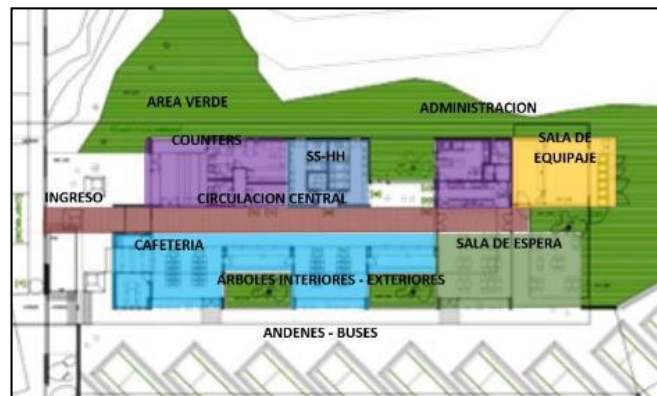 AREA VERDE
ADMINISTRACION
COUNTERS
SS-HH
SALA DE
EQUIPAJE
INGRESO
CIRCULACION CENTRAL
CAFETERIA
SALA DE ESPERA
ÁRBOLES INTERIORES - EXTERIORES
ANDENES - BUSES